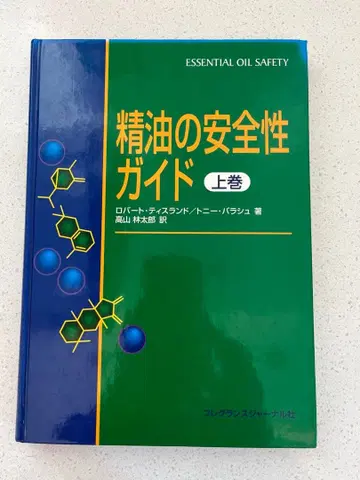 ESSENTIAL OIL SAFETY
精油の安全性
ガイド 上巻
ロバート・ティスランド／トニー・バラシュ 著
高山 林太郎 訳
フレグランスジャーナル社